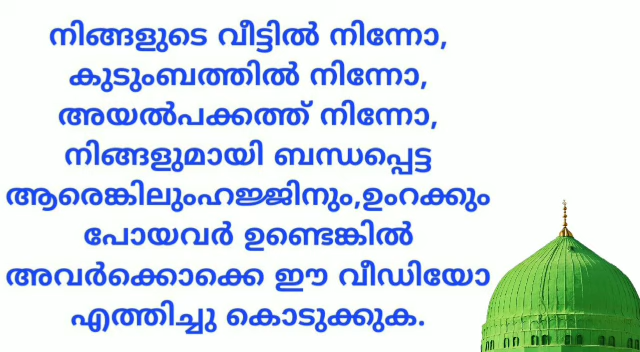 നിങ്ങളുടെ വീട്ടിൽ നിന്നോ,
കുടുംബത്തിൽ നിന്നോ,
അയൽപക്കത്ത് നിന്നോ,
നിങ്ങളുമായി ബന്ധപ്പെട്ട
ആരെങ്കിലുംഹജ്ജിനും,ഉംറക്കും
പോയവർ ഉണ്ടെങ്കിൽ
അവർക്കൊക്കെ ഈ വീഡിയോ
എത്തിച്ചു കൊടുക്കുക.